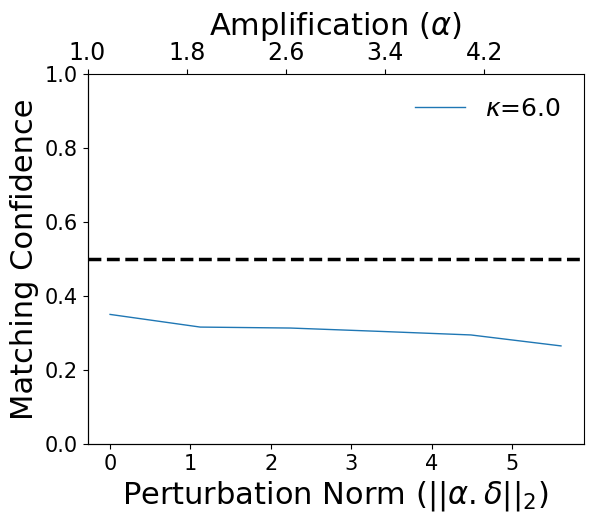 Amplification (α)
1.0 1.8 2.6 3.4 4.2
κ=6.0
Matching Confidence
1.0
0.8
0.6
0.4
0.2
0.0
0 1 2 3 4 5
Perturbation Norm (||α.δ||₂)